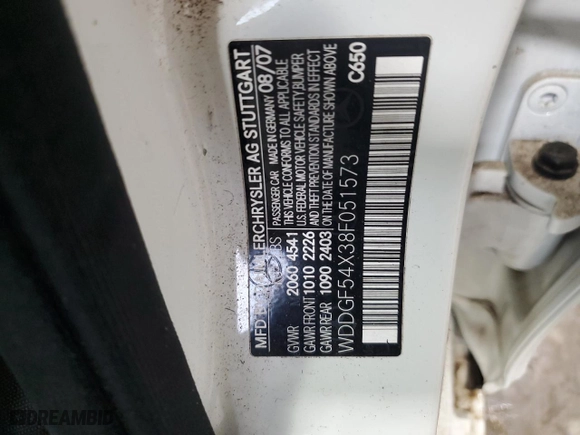 MFD BY ERCHRYSLER AG STUTTGART
08/07
BS PASSENGER CAR MADE IN GERMANY
GVWR 2060 4541 THIS VEHICLE CONFORMS TO ALL APPLICABLE
GAWR FRONT 1010 2226 U.S. FEDERAL MOTOR VEHICLE SAFETY/BUMPER
GAWR REAR 1090 2403 AND THEFT PREVENTION STANDARDS IN EFFECT
ON THE DATE OF MANUFACTURE SHOWN ABOVE
WDDGF54X38F051573 C650
DREAMBID